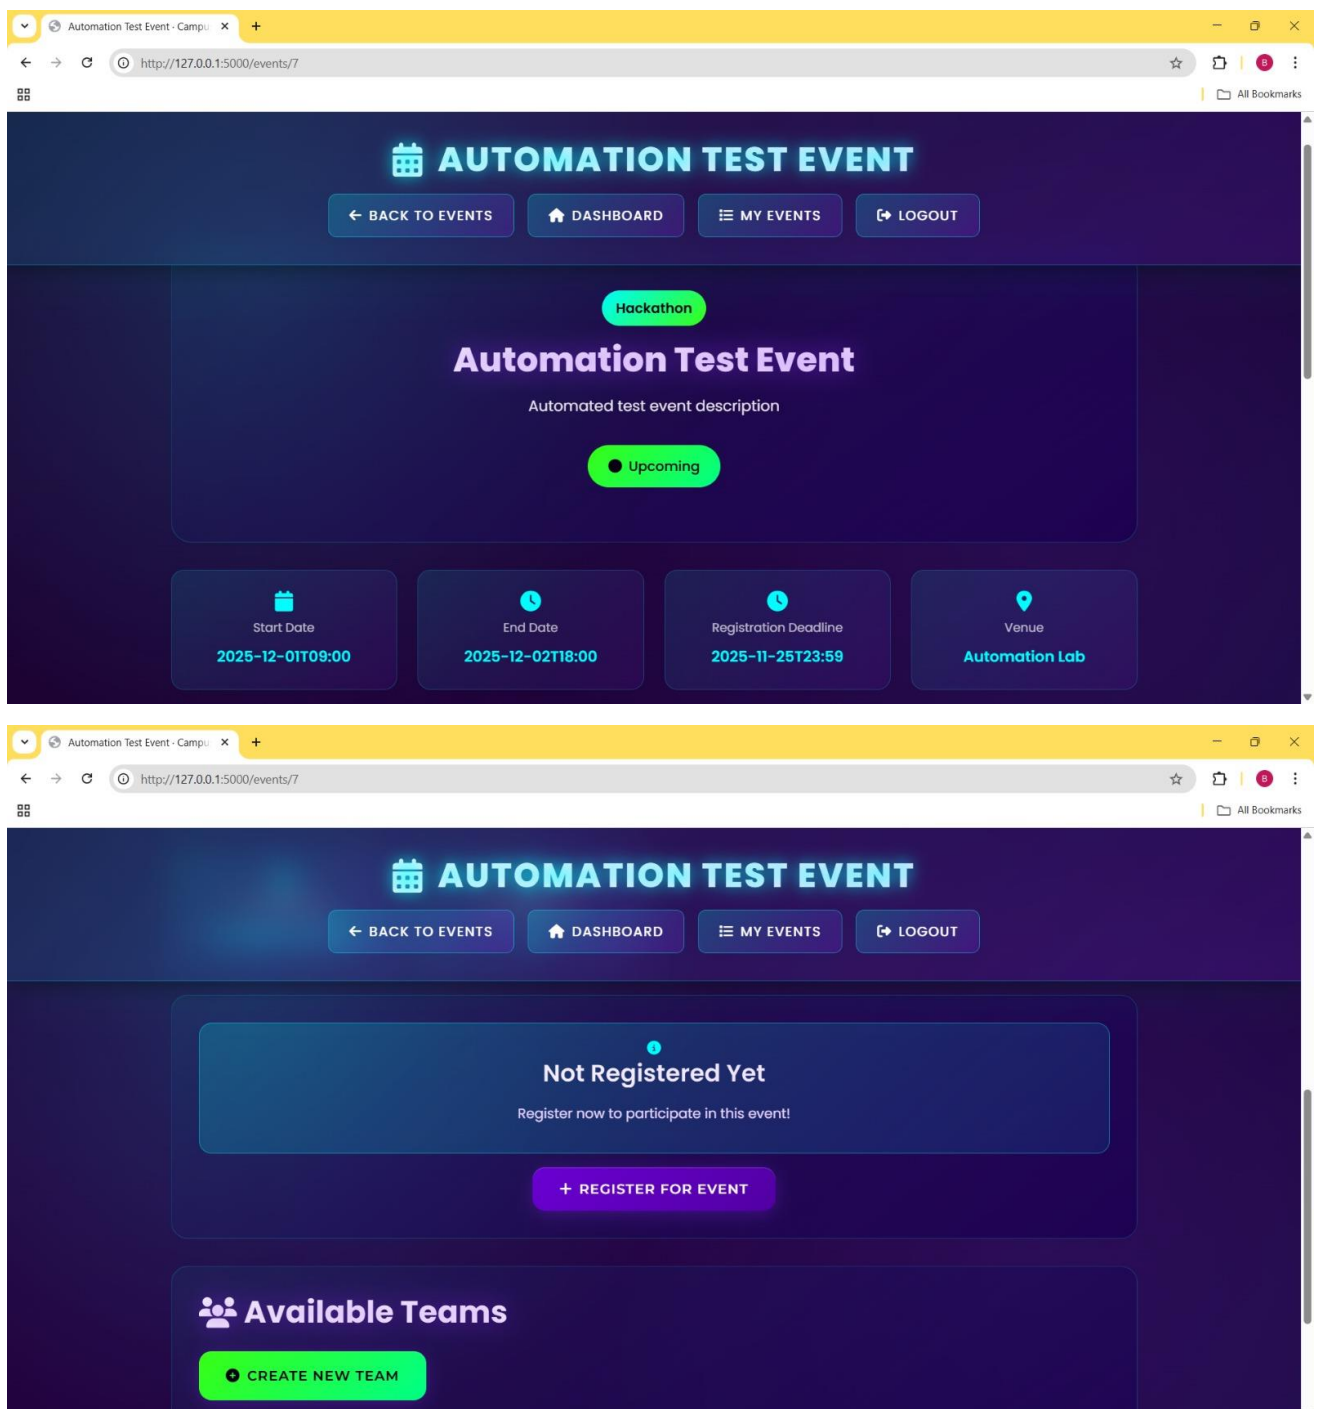 Automation Test Event - Campu
http://127.0.0.1:5000/events/7
B
All Bookmarks
AUTOMATION TEST EVENT
BACK TO EVENTS
DASHBOARD
MY EVENTS
LOGOUT
Hackathon
Automation Test Event
Automated test event description
Upcoming
Start Date
2025-12-01T09:00
End Date
2025-12-02T18:00
Registration Deadline
2025-11-25T23:59
Venue
Automation Lab
Automation Test Event - Campu
http://127.0.0.1:5000/events/7
B
All Bookmarks
AUTOMATION TEST EVENT
BACK TO EVENTS
DASHBOARD
MY EVENTS
LOGOUT
Not Registered Yet
Register now to participate in this event!
+ REGISTER FOR EVENT
Available Teams
CREATE NEW TEAM